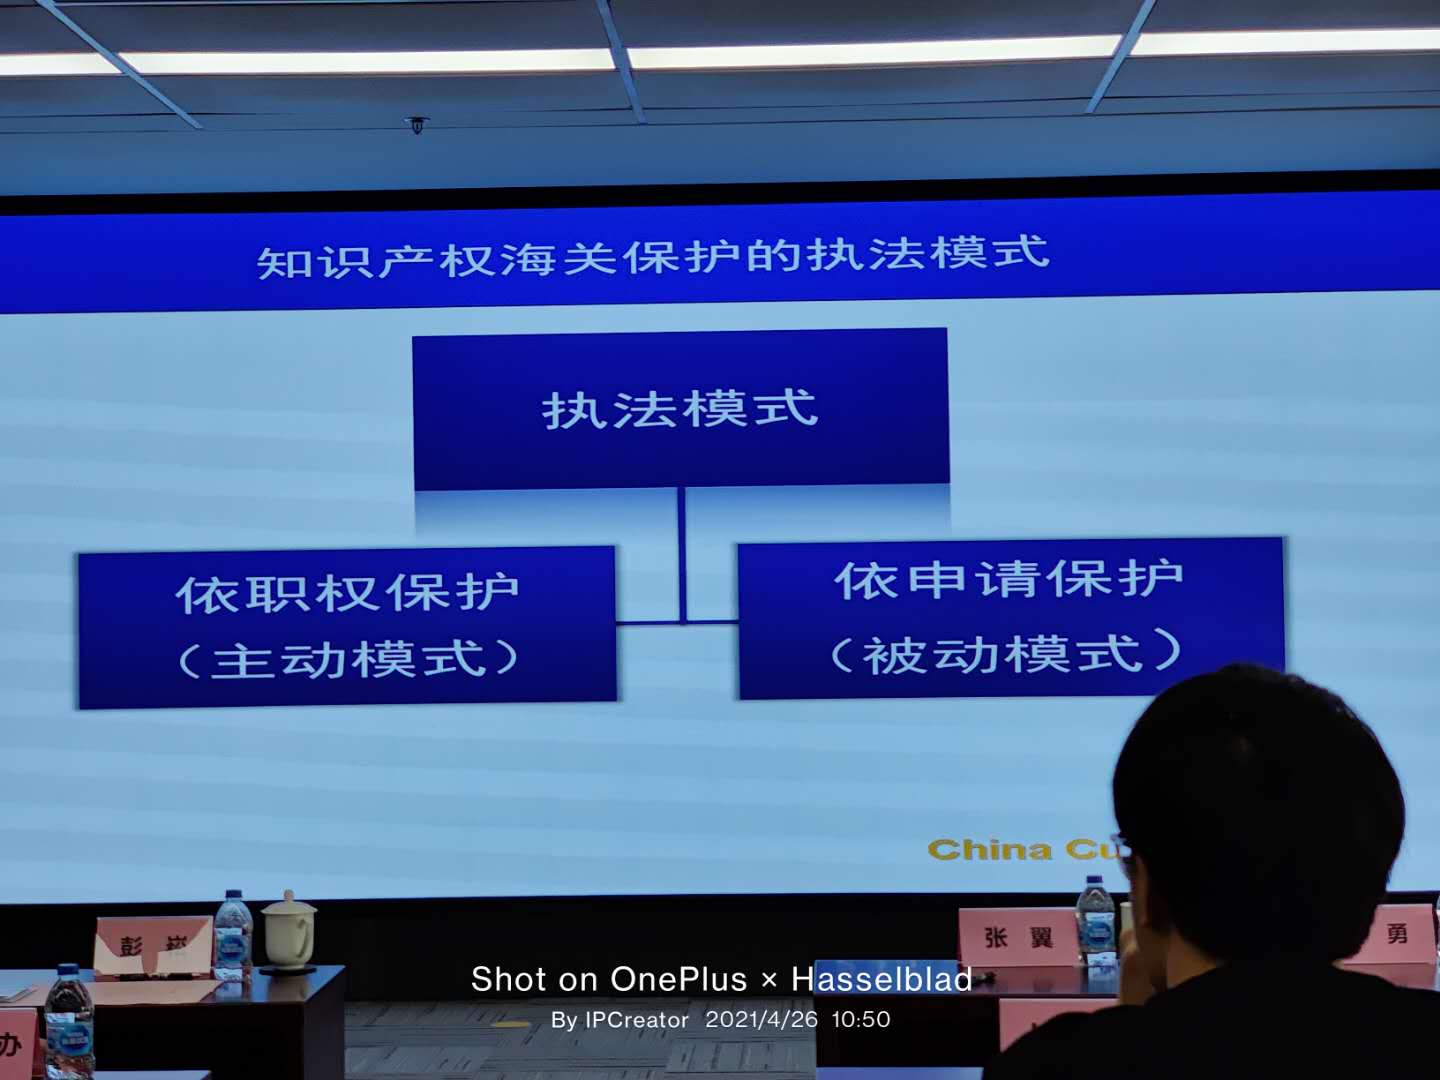 知识产权海关保护的执法模式
执法模式
依职权保护
（主动模式）
依申请保护
（被动模式）
China Cu
彭 崧
张 翼
勇
办
Shot on OnePlus × Hasselblad
By IPCreator 2021/4/26 10:50